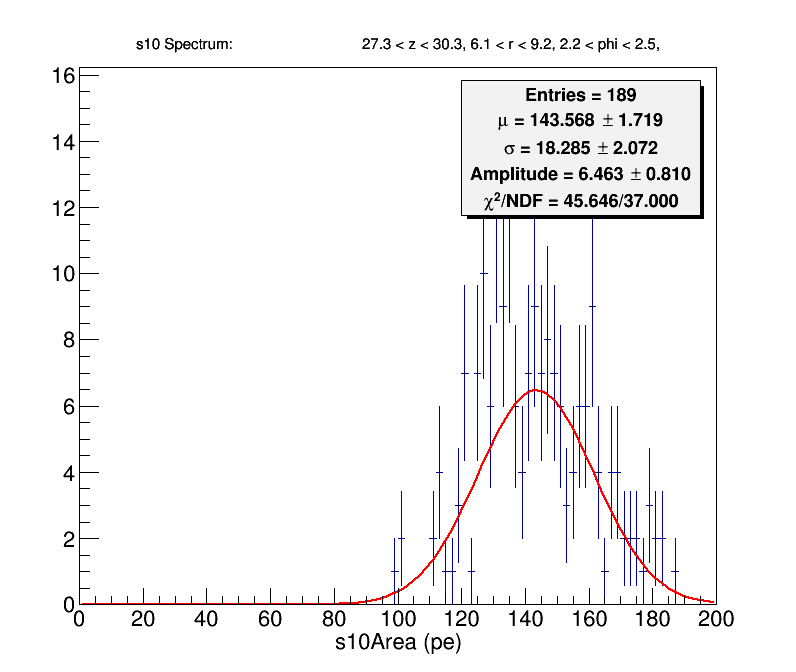 s10 Spectrum: 27.3 < z < 30.3, 6.1 < r < 9.2, 2.2 < phi < 2.5,
Entries = 189
μ = 143.568 ± 1.719
σ = 18.285 ± 2.072
Amplitude = 6.463 ± 0.810
χ²/NDF = 45.646/37.000
16
14
12
10
8
6
4
2
0
0 20 40 60 80 100 120 140 160 180 200
s10Area (pe)